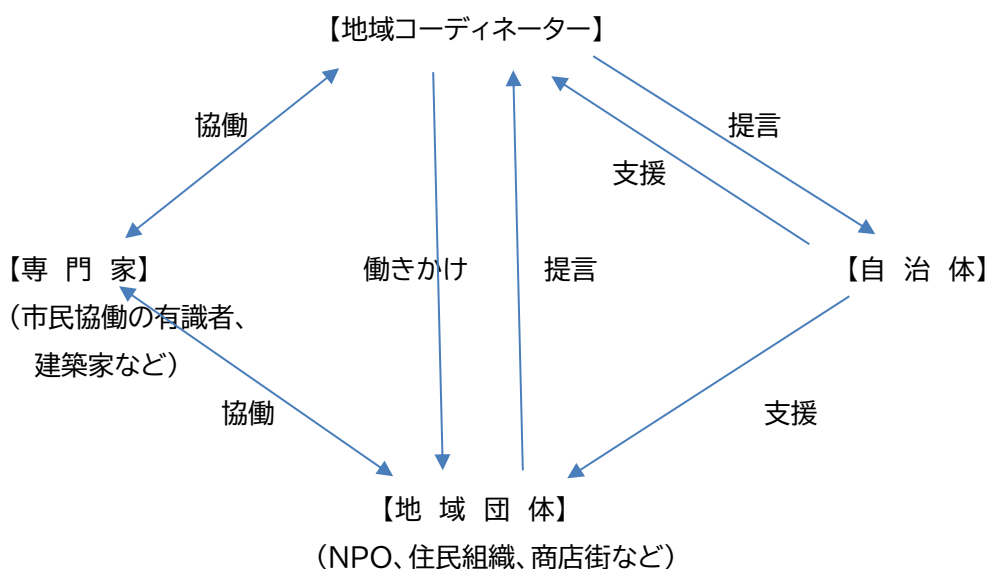 【地域コーディネーター】
協働
提言
支援
【専　門　家】
働きかけ
提言
【自　治　体】
（市民協働の有識者、
建築家など）
協働
支援
【地　域　団　体】
（NPO、住民組織、商店街など）